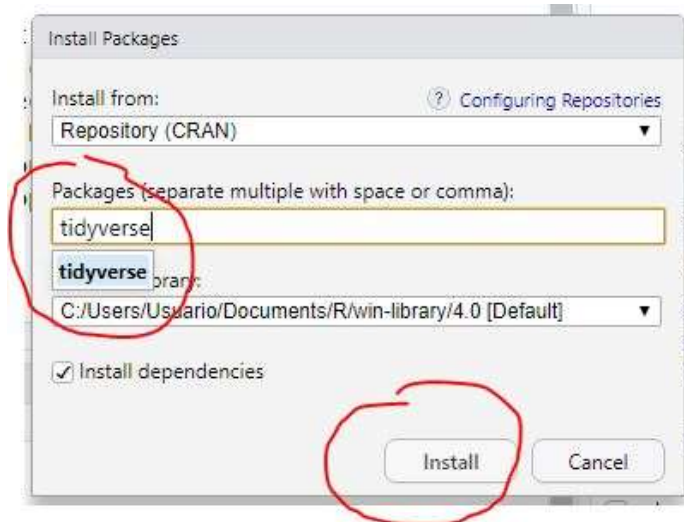 Install Packages
Install from:
Configuring Repositories
Repository (CRAN)
Packages (separate multiple with space or comma):
tidyverse
tidyverse
C:/Users/Usuario/Documents/R/win-library/4.0 [Default]
Install dependencies
Install
Cancel